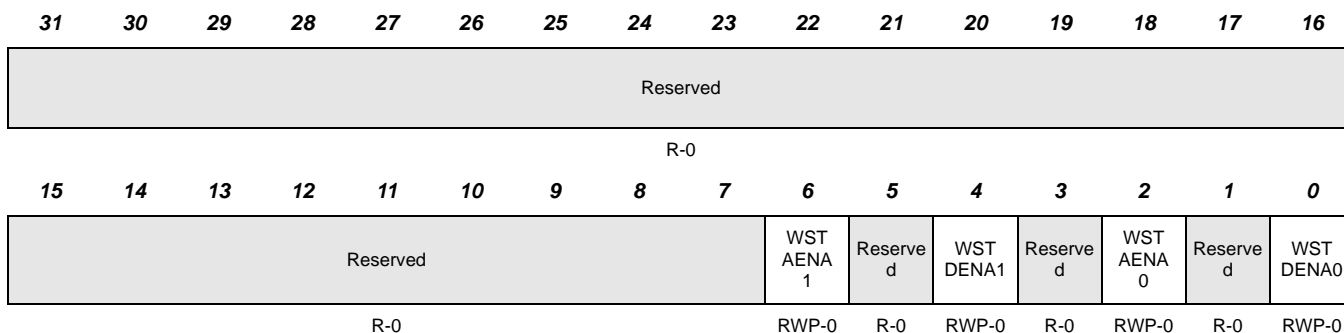 31 30 29 28 27 26 25 24 23 22 21 20 19 18 17 16
Reserved
R-0
15 14 13 12 11 10 9 8 7 6 5 4 3 2 1 0
Reserved
WST
AENA
1
Reserve
d
WST
DENA1
Reserve
d
WST
AENA
0
Reserve
d
WST
DENA0
R-0 RWP-0 R-0 RWP-0 R-0 RWP-0 R-0 RWP-0